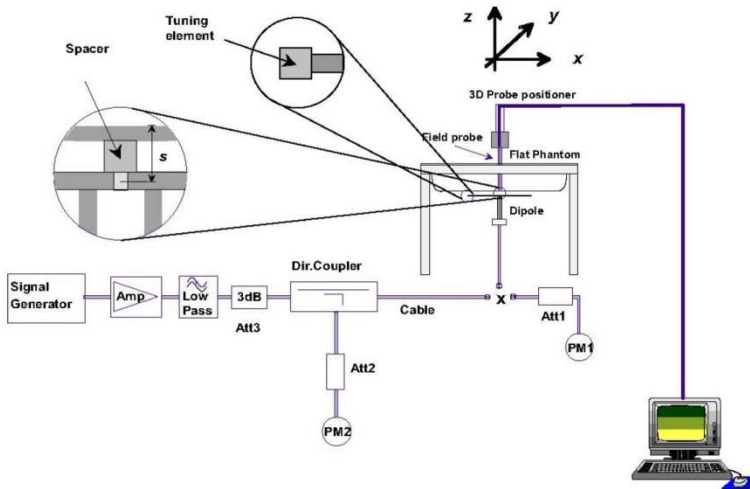 Tuning
element
Spacer
s
z
y
x
3D Probe positioner
Field probe
Flat Phantom
Dipole
Dir.Coupler
Signal
Generator
Amp
Low
Pass
3dB
Att3
Cable
x
Att1
PM1
Att2
PM2